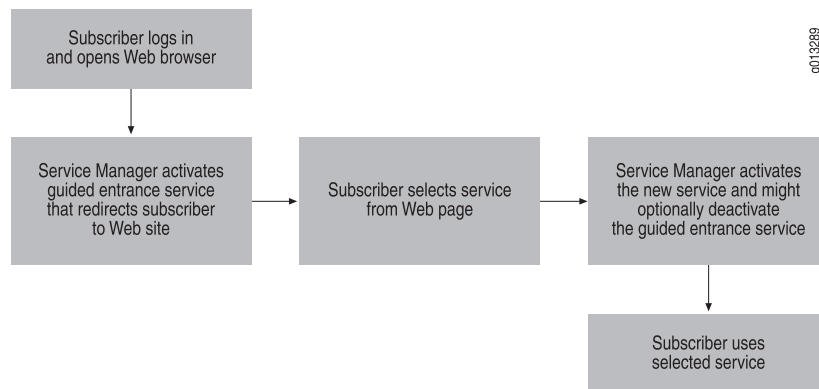 Subscriber logs in
and opens Web browser
g013289
Service Manager activates
guided entrance service
that redirects subscriber
to Web site
Subscriber selects service
from Web page
Service Manager activates
the new service and might
optionally deactivate
the guided entrance service
Subscriber uses
selected service